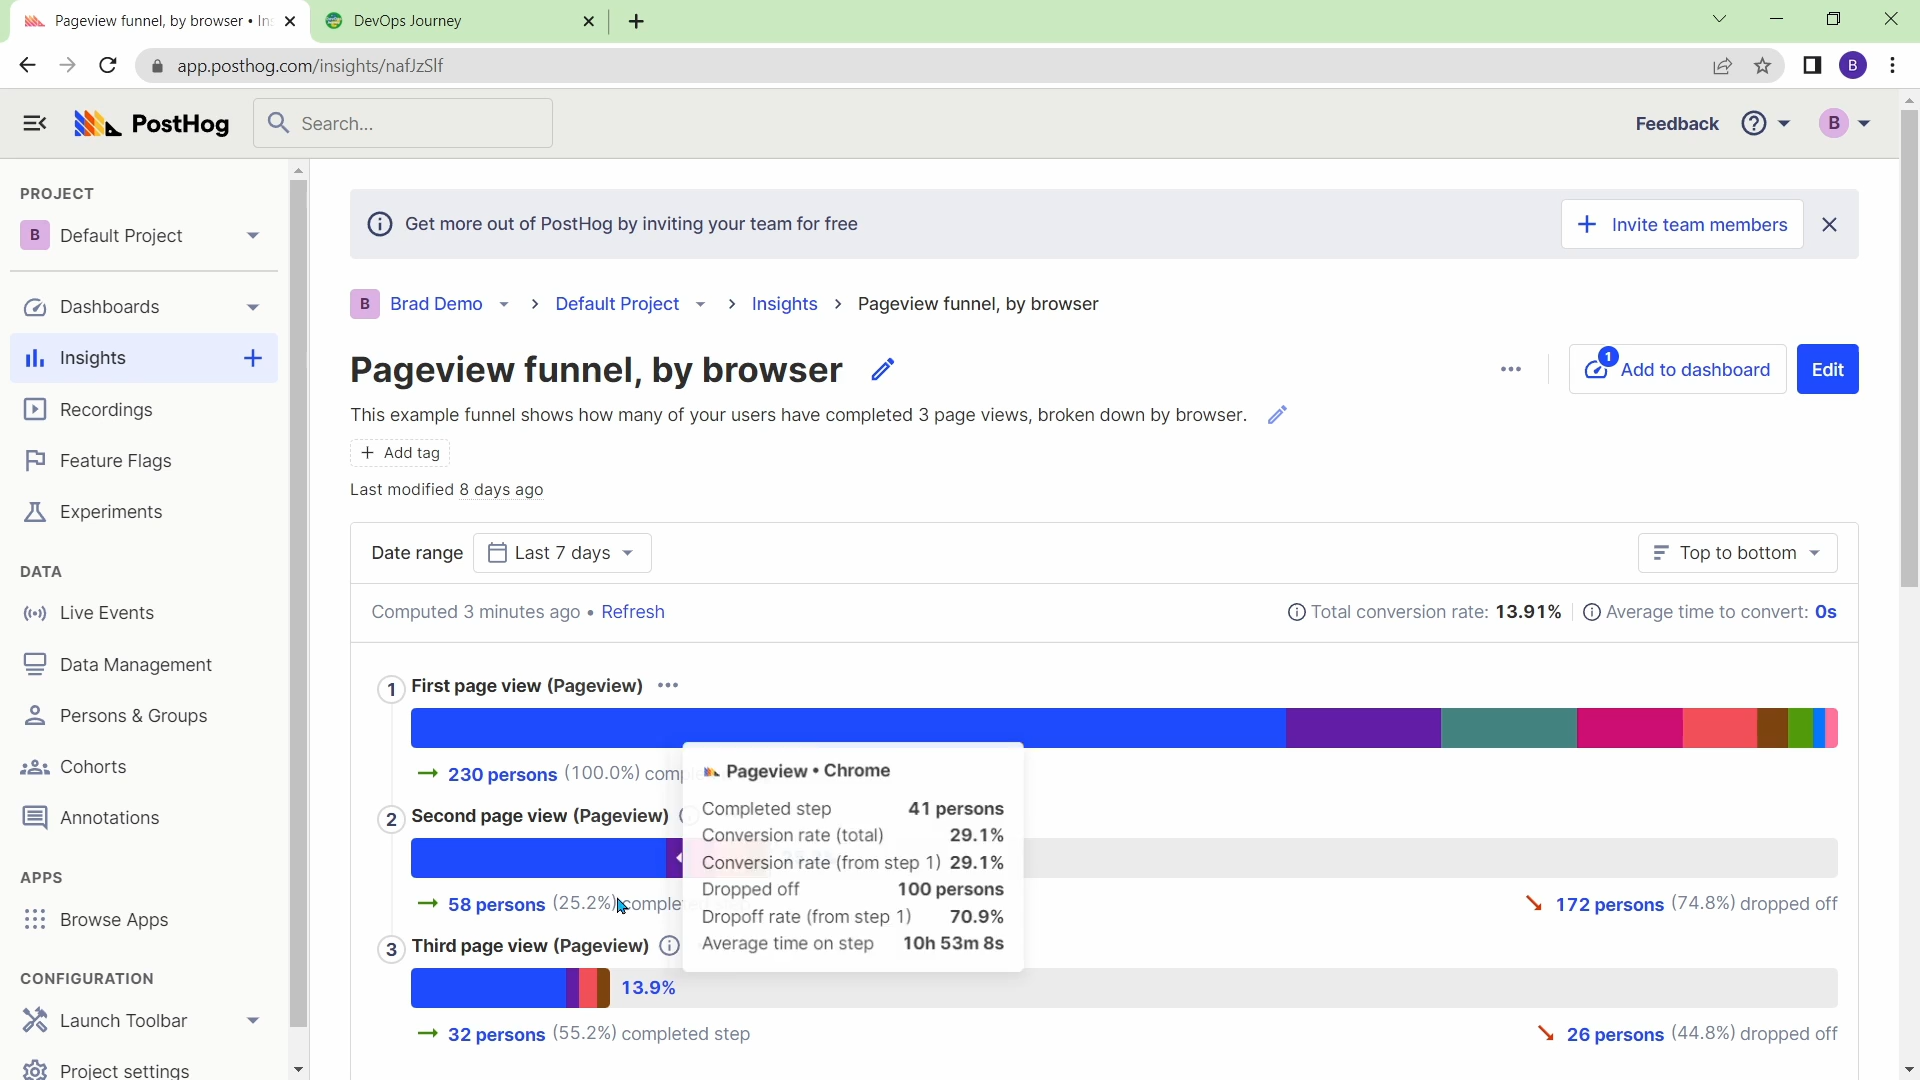 Pageview funnel, by browser • In
DevOps Journey
app.posthog.com/insights/nafJzSlf
B
PostHog
Search...
Feedback
B
PROJECT
B Default Project
Dashboards
Insights
Recordings
Feature Flags
Experiments
DATA
Live Events
Data Management
Persons & Groups
Cohorts
Annotations
APPS
Browse Apps
CONFIGURATION
Launch Toolbar
Project settings
Get more out of PostHog by inviting your team for free
Invite team members
B Brad Demo > Default Project > Insights > Pageview funnel, by browser
Pageview funnel, by browser
1
Add to dashboard
Edit
This example funnel shows how many of your users have completed 3 page views, broken down by browser.
+ Add tag
Last modified 8 days ago
Date range Last 7 days
Top to bottom
Computed 3 minutes ago • Refresh
Total conversion rate: 13.91%
Average time to convert: 0s
1 First page view (Pageview) •••
→ 230 persons (100.0%) comp
2 Second page view (Pageview)
→ 58 persons (25.2%) comple
172 persons (74.8%) dropped off
3 Third page view (Pageview)
13.9%
→ 32 persons (55.2%) completed step
26 persons (44.8%) dropped off
Pageview • Chrome
Completed step 41 persons
Conversion rate (total) 29.1%
Conversion rate (from step 1) 29.1%
Dropped off 100 persons
Dropoff rate (from step 1) 70.9%
Average time on step 10h 53m 8s